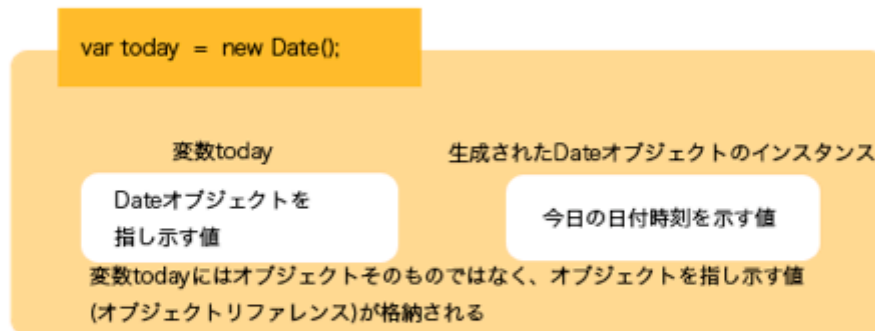 var today = new Date();
変数today
生成されたDateオブジェクトのインスタンス
Dateオブジェクトを
指し示す値
今日の日付時刻を示す値
変数todayにはオブジェクトそのものではなく、オブジェクトを指し示す値
(オブジェクトリファレンス)が格納される